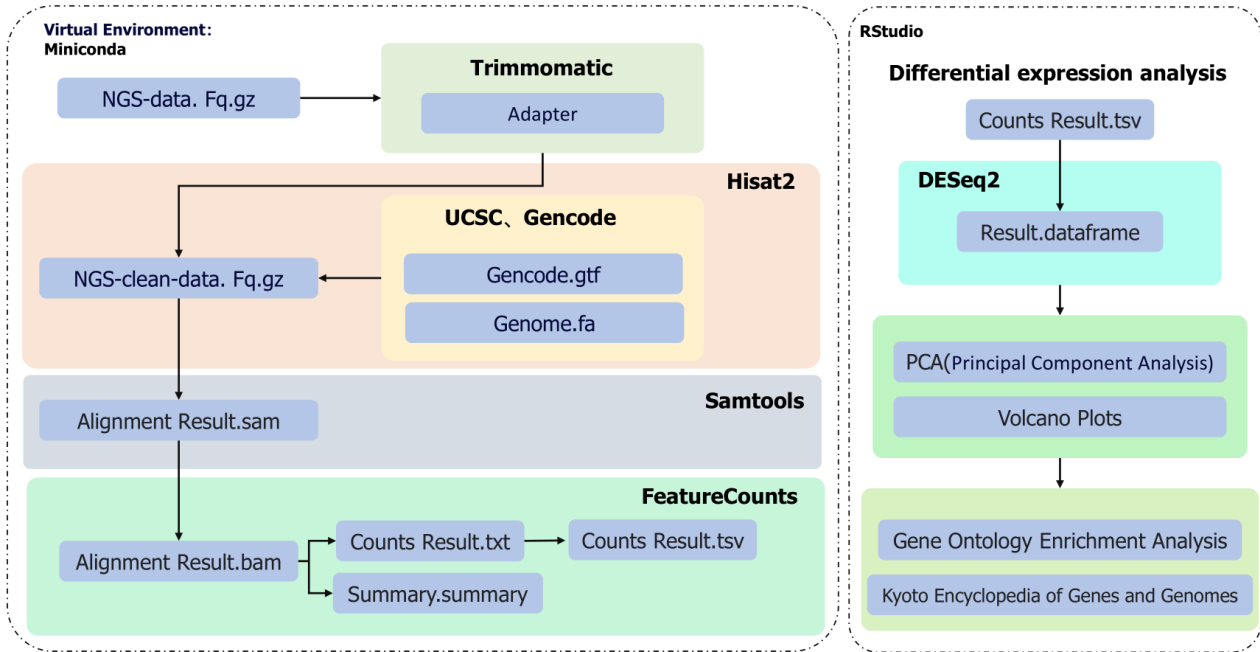 Virtual Environment:
Miniconda
Trimmomatic
NGS-data. Fq.gz
Adapter
Hisat2
UCSC、Gencode
NGS-clean-data. Fq.gz
Gencode.gtf
Genome.fa
Samtools
Alignment Result.sam
FeatureCounts
Alignment Result.bam
Counts Result.txt
Counts Result.tsv
Summary.summary
RStudio
Differential expression analysis
Counts Result.tsv
DESeq2
Result.dataframe
PCA(Principal Component Analysis)
Volcano Plots
Gene Ontology Enrichment Analysis
Kyoto Encyclopedia of Genes and Genomes